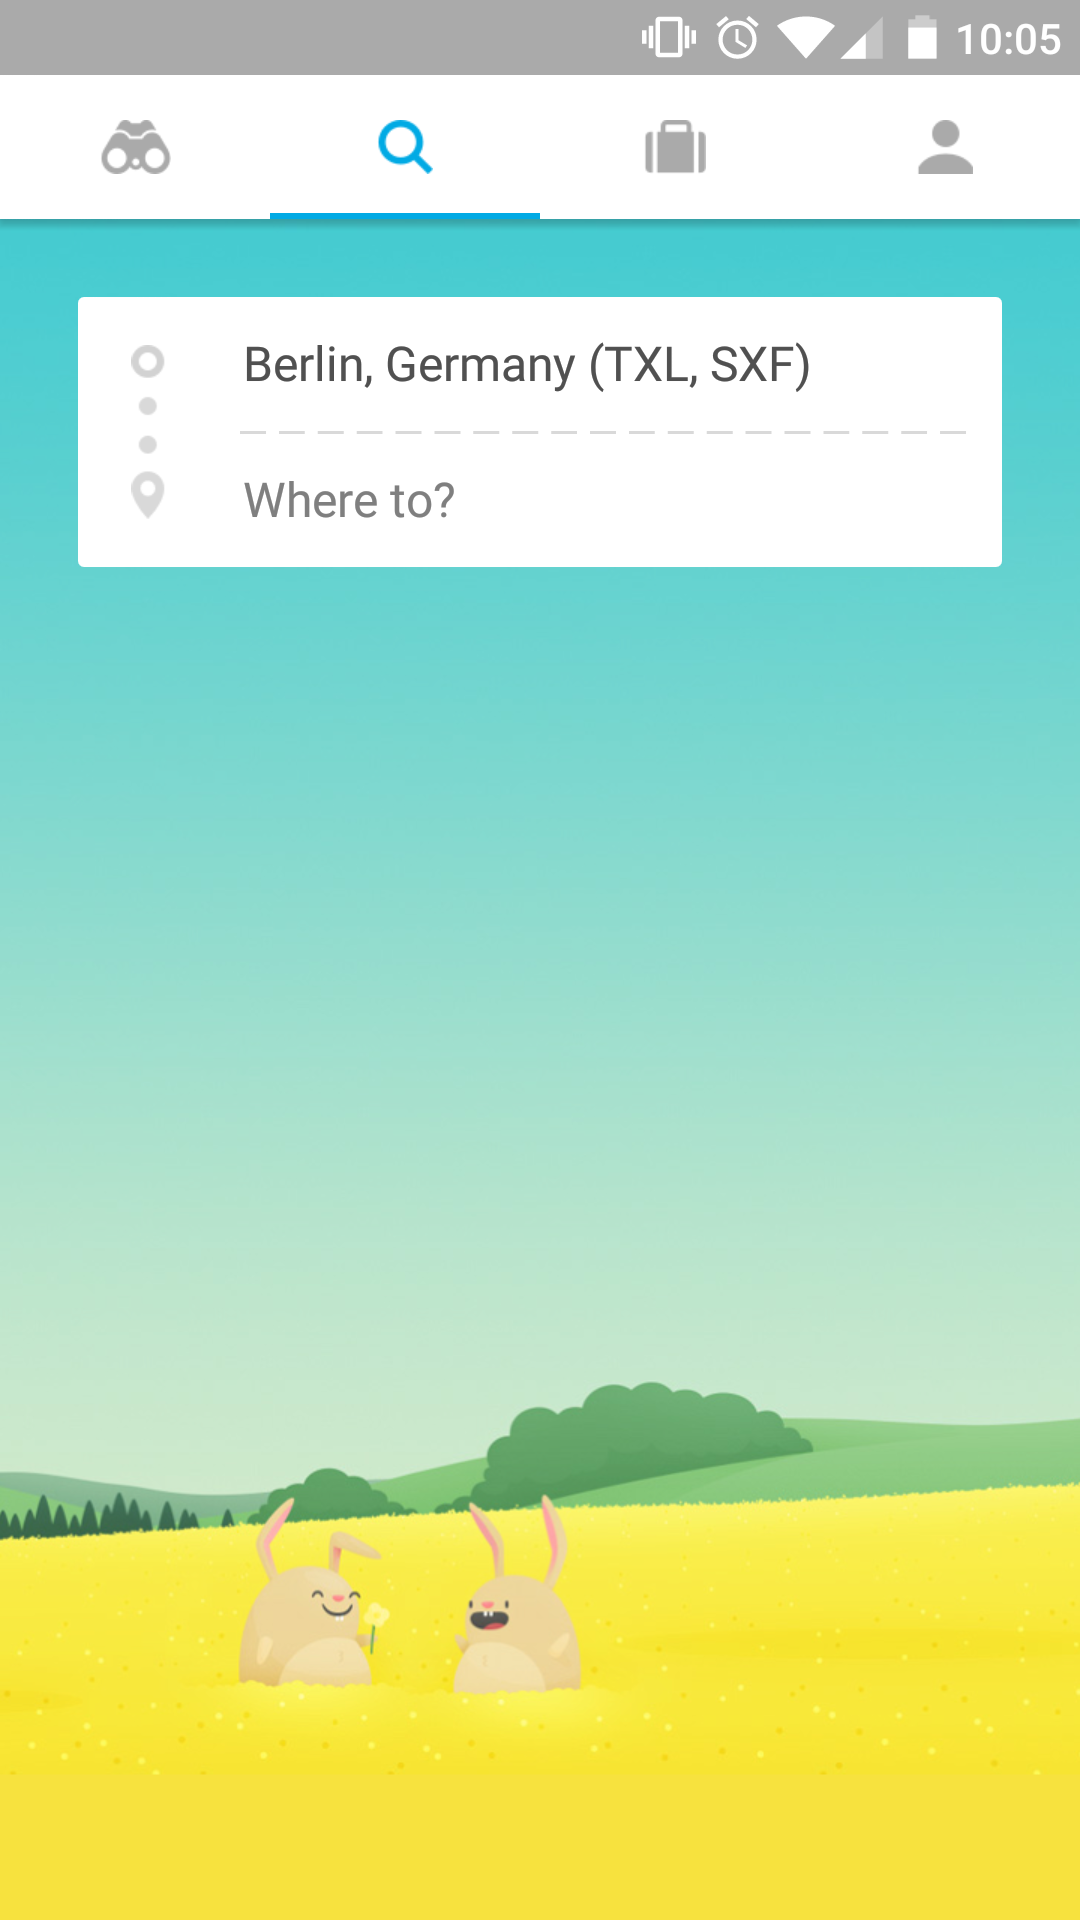 10:05
Berlin, Germany (TXL, SXF)
Where to?